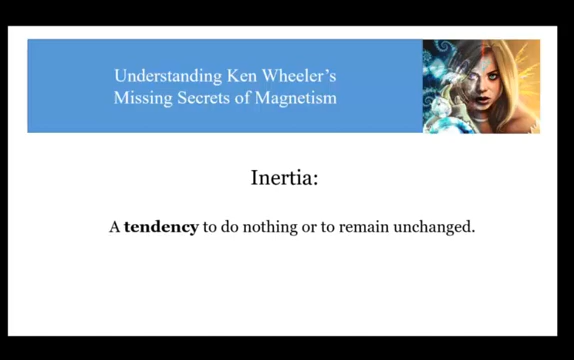 Understanding Ken Wheeler's
Missing Secrets of Magnetism
Inertia:
A tendency to do nothing or to remain unchanged.